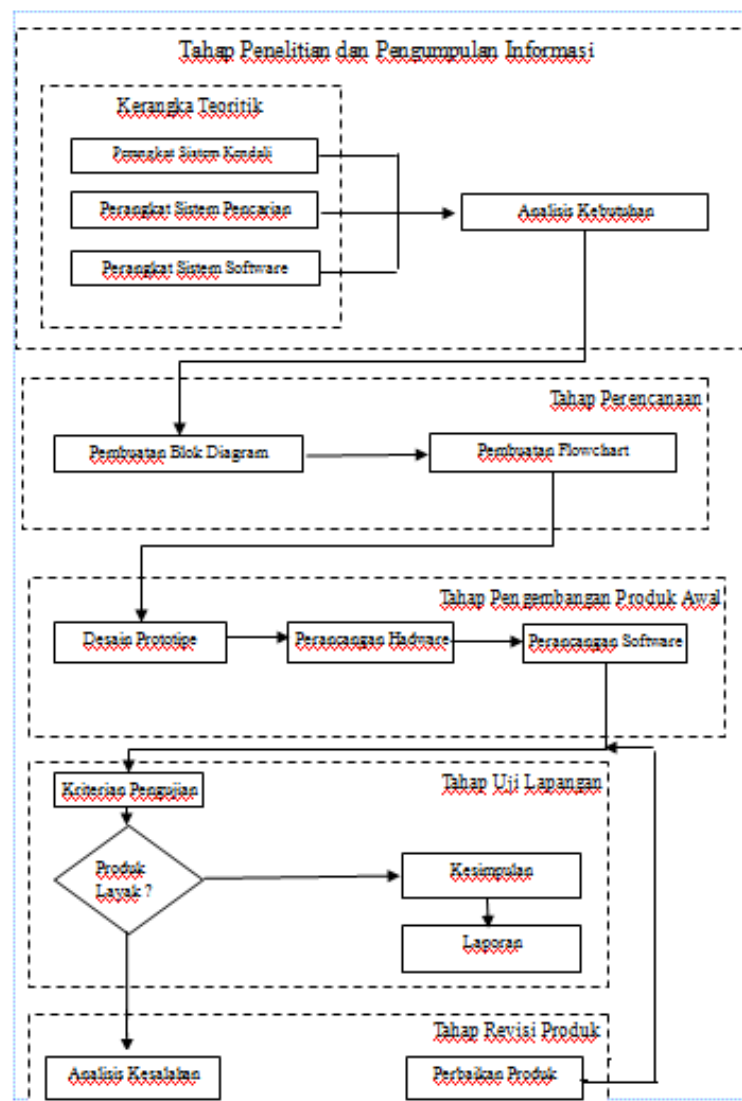 Tahap Penelitian dan Pengumpulan Informasi
Kerangka Teoritik
Perangkat Sistem Kendali
Perangkat Sistem Pencarian
Analisis Kebutuhan
Perangkat Sistem Software
Tahap Perencanaan
Pembuatan Blok Diagram
Pembuatan Flowchart
Tahap Pengembangan Produk Awal
Desain Prototipe
Perancangan Hadware
Perancangan Software
Tahap Uji Lapangan
Kriterian Pengujian
Produk
Layak ?
Kesimpulan
Laporan
Tahap Revisi Produk
Analisis Kesalahan
Perbaikan Produk